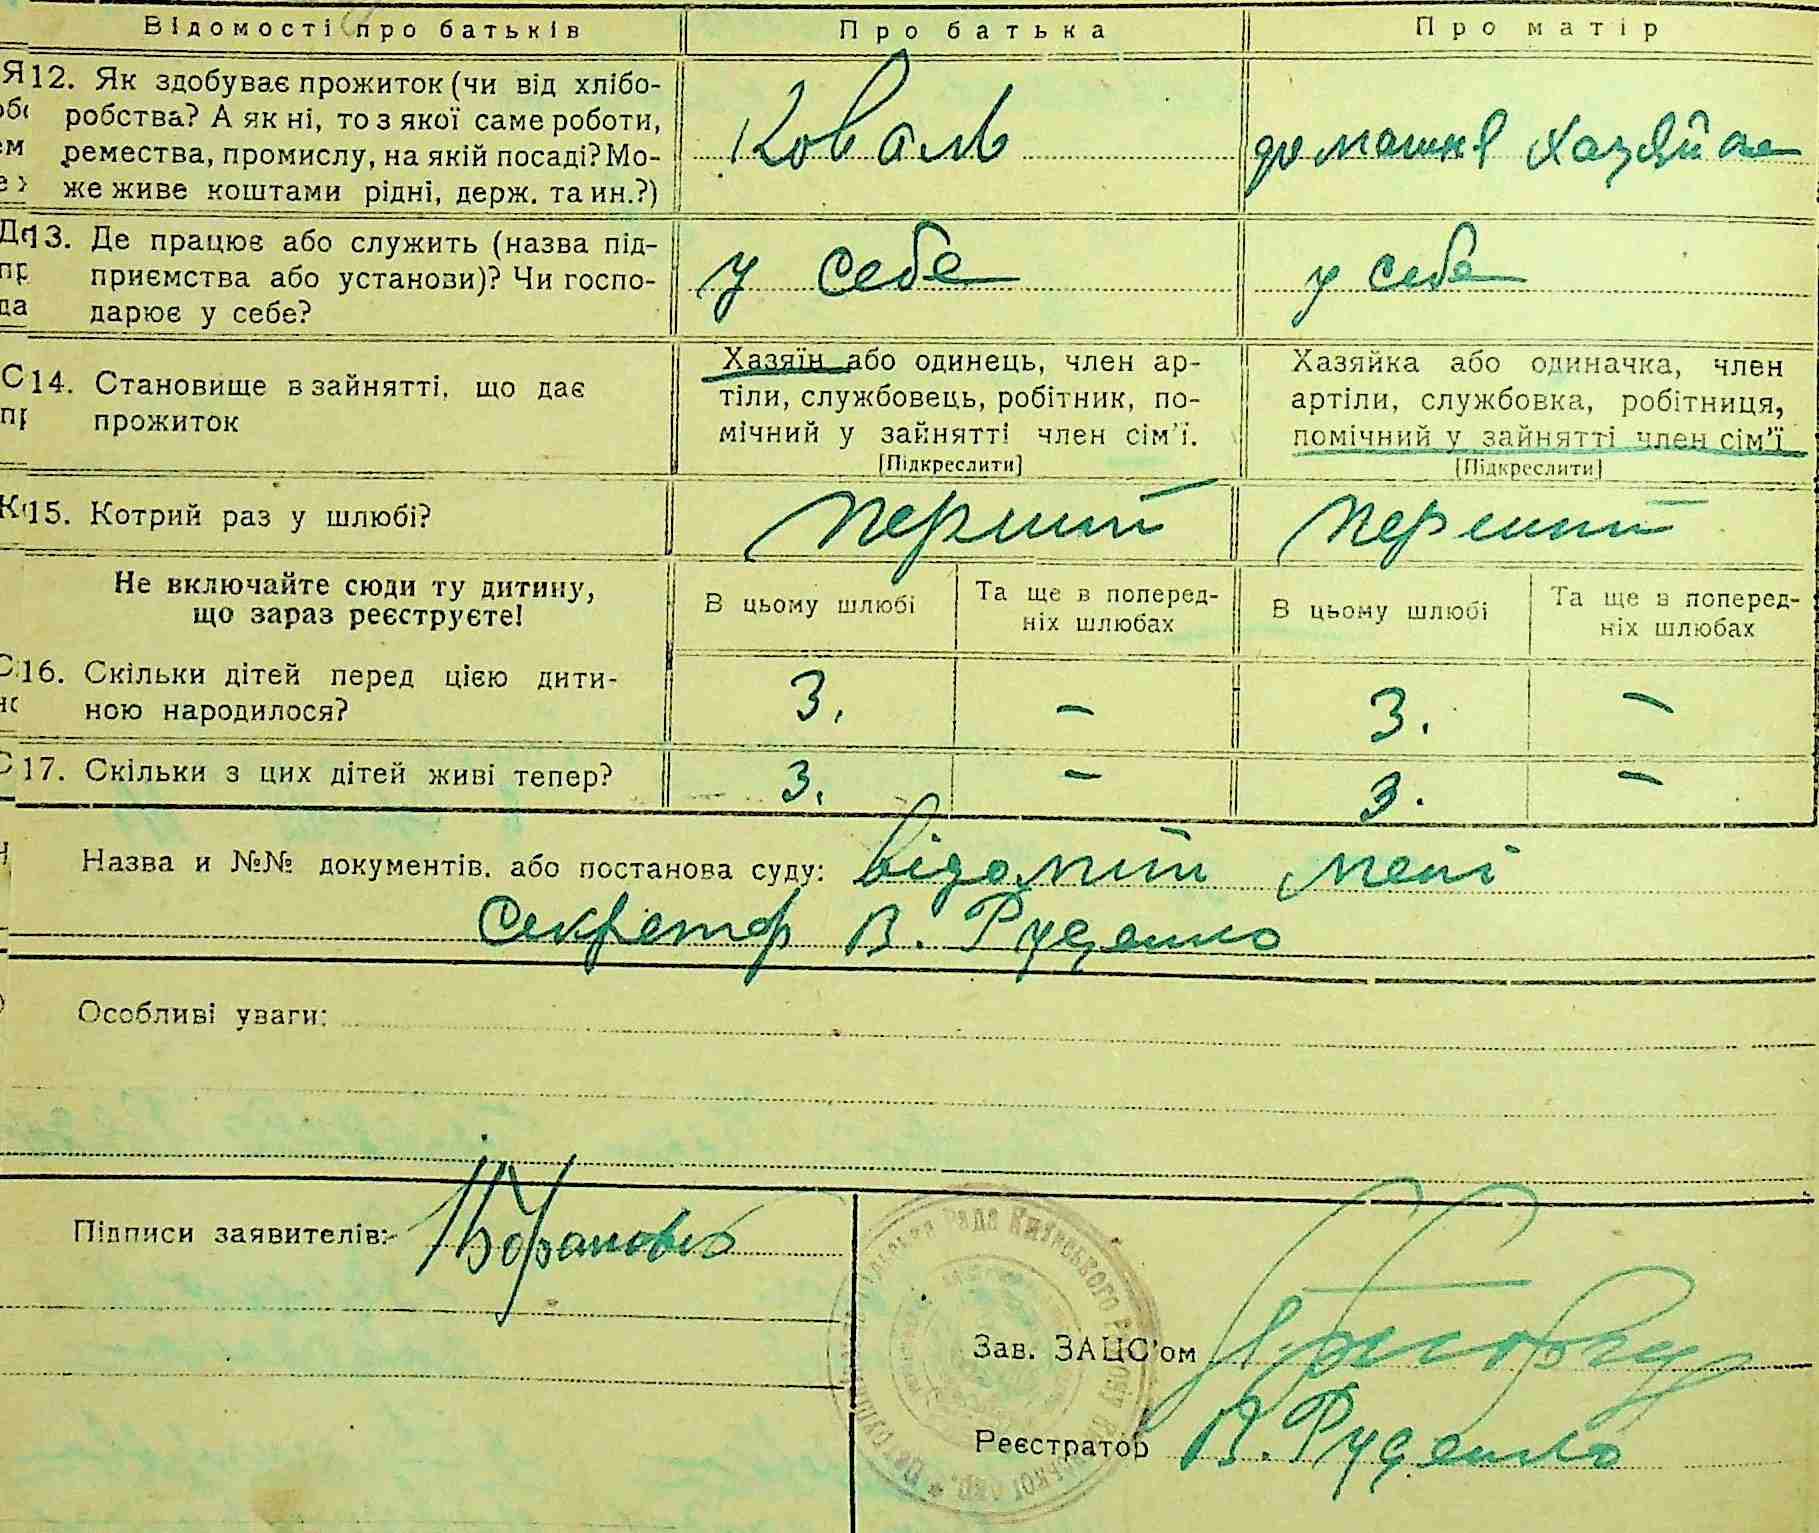 Відомості про батьків Про батька Про матір
12. Як здобуває прожиток (чи від хлібо-
робства? А як ні, то з якої саме роботи,
ремества, промислу, на якій посаді? Мо-
же живе коштами рідні, держ. та ин.?)
Коваль домашня хазяйка
13. Де працює або служить (назва під-
приємства або установи)? Чи госпо-
дарює у себе?
у себе у себе
14. Становище в зайнятті, що дає
прожиток
Хазяїн або одинець, член ар-
тіли, службовець, робітник, по-
мічний у зайнятті член сім'ї.
[Підкреслити]
Хазяйка або одиначка, член
артіли, службовка, робітниця,
помічний у зайнятті член сім'ї
[Підкреслити]
15. Котрий раз у шлюбі? перший перший
Не включайте сюди ту дитину,
що зараз реєструєте!
В цьому шлюбі
Та ще в поперед-
ніх шлюбах
В цьому шлюбі
Та ще в поперед-
ніх шлюбах
16. Скільки дітей перед цією дити-
ною народилося?
3. – 3. –
17. Скільки з цих дітей живі тепер? 3. – 3. –
Назва и №№ документів. або постанова суду: відомий мені
Секретар В. Руденко
Особливі уваги:
Підписи заявителів:
Зав. ЗАЦС'ом
Реєстратор В. Руденко